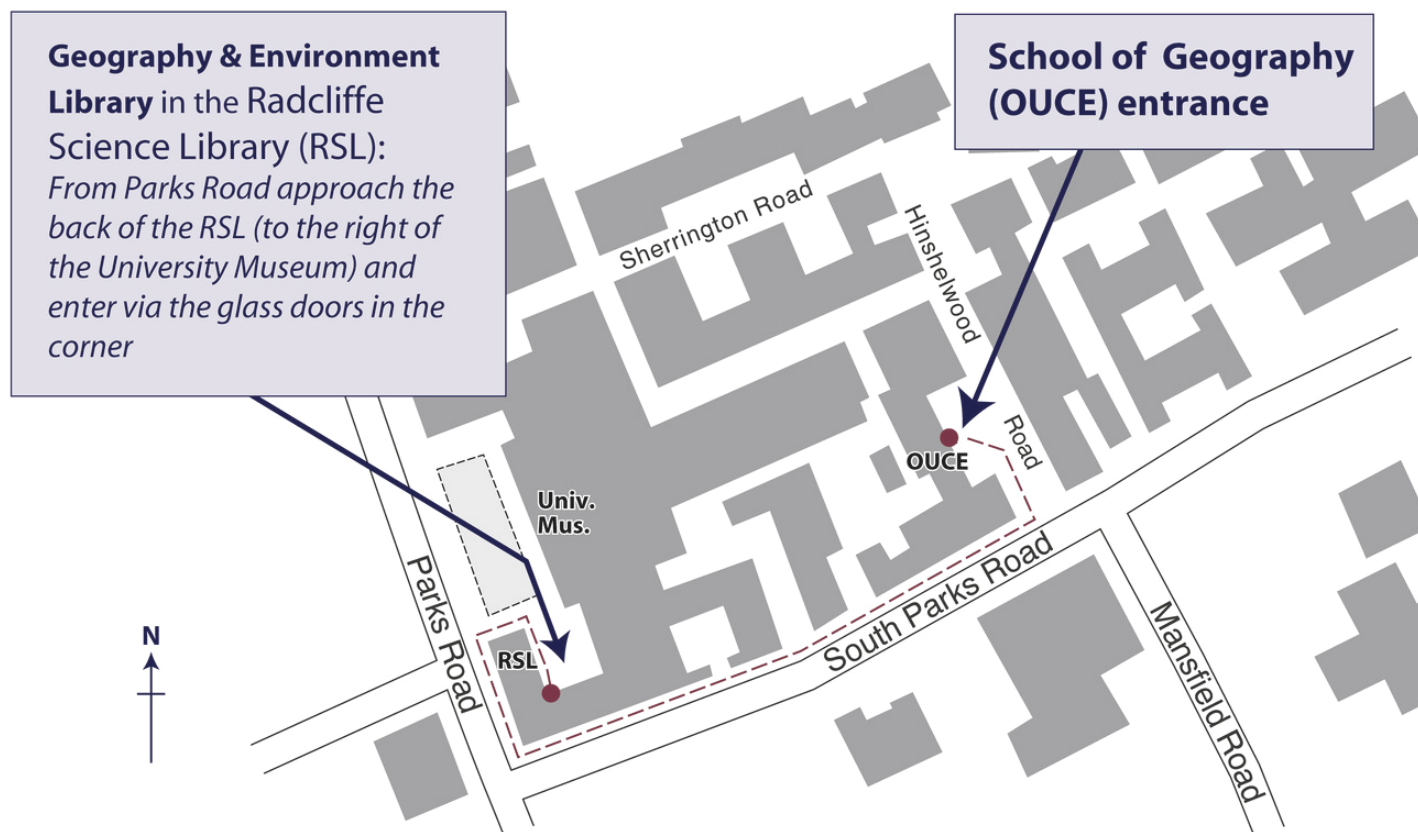 Geography & Environment
Library in the Radcliffe
Science Library (RSL):
From Parks Road approach the
back of the RSL (to the right of
the University Museum) and
enter via the glass doors in the
corner
School of Geography
(OUCE) entrance
Sherrington Road
Hinshelwood
Road
OUCE
Univ.
Mus.
Parks Road
RSL
South Parks Road
Mansfield Road
N